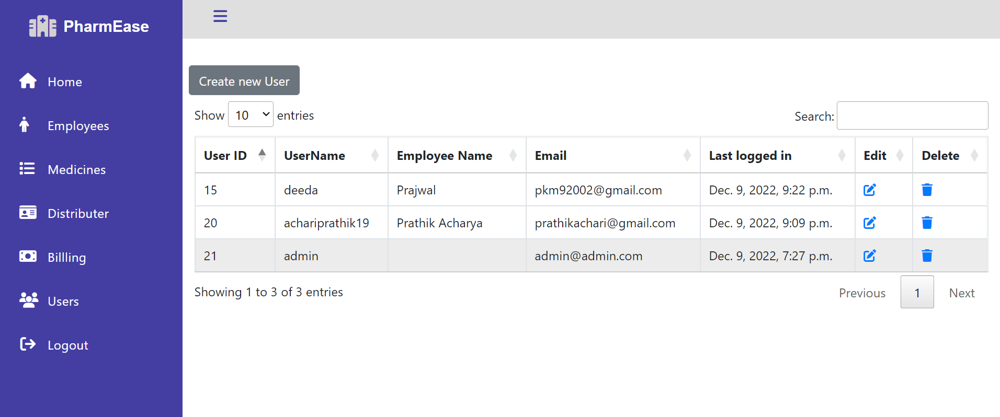 PharmEase
Home
Employees
Medicines
Distributer
Billling
Users
Logout
Create new User
Show 10 entries
Search:
User ID UserName Employee Name Email Last logged in Edit Delete
15 deeda Prajwal pkm92002@gmail.com Dec. 9, 2022, 9:22 p.m.
20 achariprathik19 Prathik Acharya prathikachari@gmail.com Dec. 9, 2022, 9:09 p.m.
21 admin admin@admin.com Dec. 9, 2022, 7:27 p.m.
Showing 1 to 3 of 3 entries
Previous 1 Next